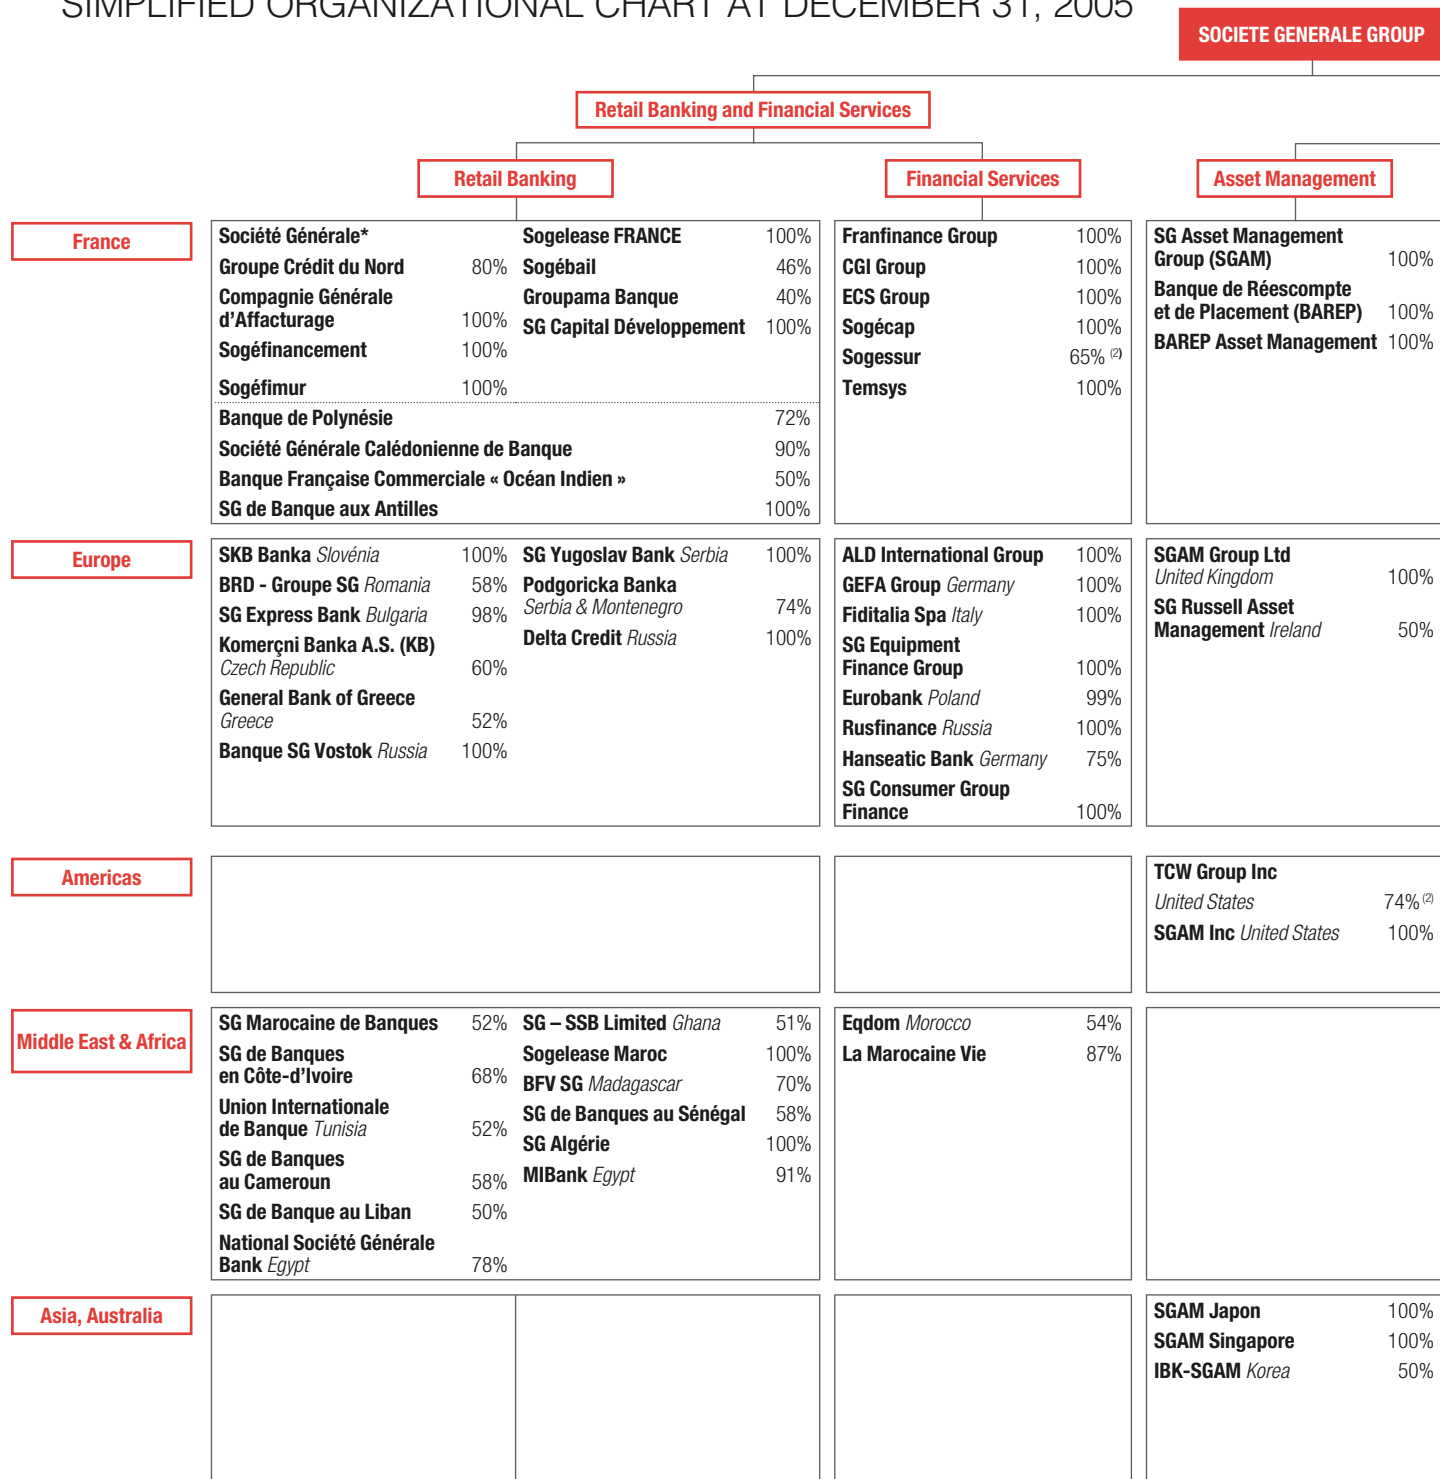 SIMPLIFIED ORGANIZATIONAL CHART AT DECEMBER 31, 2005
SOCIETE GENERALE GROUP
Retail Banking and Financial Services
Retail Banking
Financial Services
Asset Management
France
Société Générale*
Groupe Crédit du Nord 80%
Compagnie Générale
d'Affacturage 100%
Sogéfinancement 100%
Sogéfimur 100%
Sogelease FRANCE 100%
Sogébail 46%
Groupama Banque 40%
SG Capital Développement 100%
Banque de Polynésie 72%
Société Générale Calédonienne de Banque 90%
Banque Française Commerciale « Océan Indien » 50%
SG de Banque aux Antilles 100%
Franfinance Group 100%
CGI Group 100%
ECS Group 100%
Sogécap 100%
Sogessur 65% (2)
Temsys 100%
SG Asset Management
Group (SGAM) 100%
Banque de Réescompte
et de Placement (BAREP) 100%
BAREP Asset Management 100%
Europe
SKB Banka Slovénia 100%
BRD - Groupe SG Romania 58%
SG Express Bank Bulgaria 98%
Komerçni Banka A.S. (KB)
Czech Republic 60%
General Bank of Greece
Greece 52%
Banque SG Vostok Russia 100%
SG Yugoslav Bank Serbia 100%
Podgoricka Banka
Serbia & Montenegro 74%
Delta Credit Russia 100%
ALD International Group 100%
GEFA Group Germany 100%
Fiditalia Spa Italy 100%
SG Equipment
Finance Group 100%
Eurobank Poland 99%
Rusfinance Russia 100%
Hanseatic Bank Germany 75%
SG Consumer Group
Finance 100%
SGAM Group Ltd
United Kingdom 100%
SG Russell Asset
Management Ireland 50%
Americas
TCW Group Inc
United States 74% (2)
SGAM Inc United States 100%
Middle East & Africa
SG Marocaine de Banques 52%
SG de Banques
en Côte-d'Ivoire 68%
Union Internationale
de Banque Tunisia 52%
SG de Banques
au Cameroun 58%
SG de Banque au Liban 50%
National Société Générale
Bank Egypt 78%
SG – SSB Limited Ghana 51%
Sogelease Maroc 100%
BFV SG Madagascar 70%
SG de Banques au Sénégal 58%
SG Algérie 100%
MIBank Egypt 91%
Eqdom Morocco 54%
La Marocaine Vie 87%
Asia, Australia
SGAM Japon 100%
SGAM Singapore 100%
IBK-SGAM Korea 50%